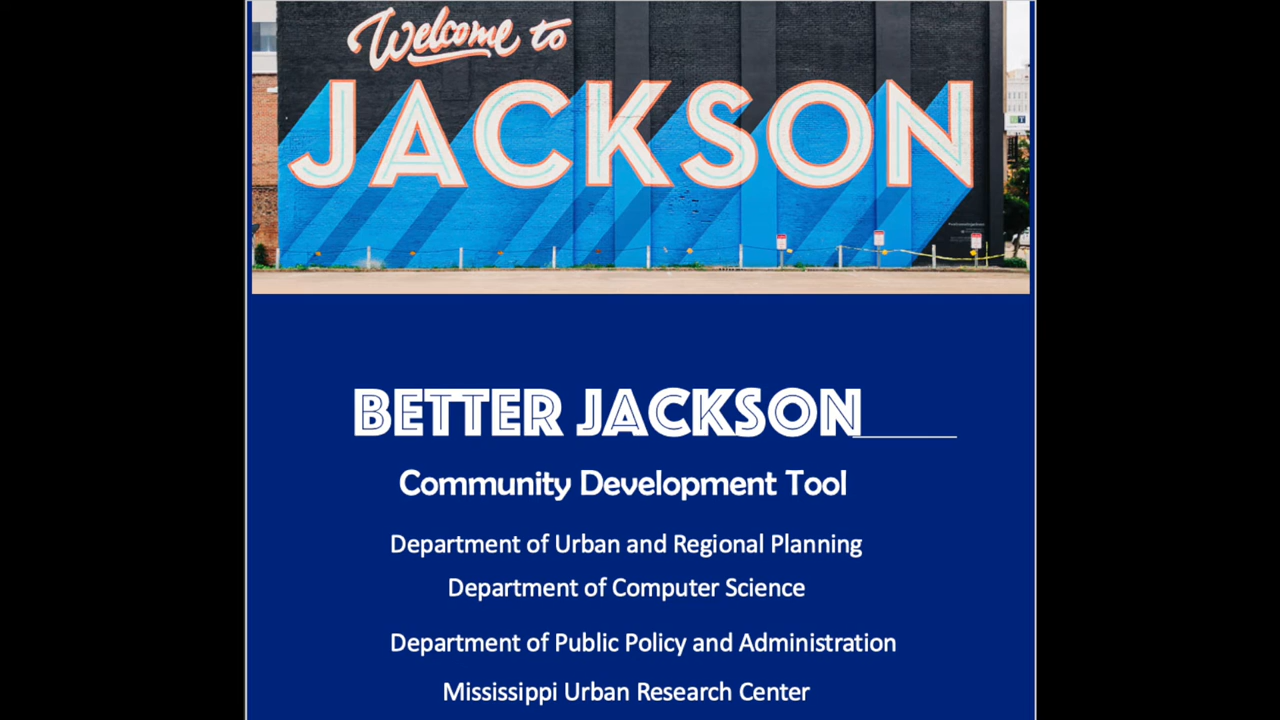 Welcome to
JACKSON
BETTER JACKSON
Community Development Tool
Department of Urban and Regional Planning
Department of Computer Science
Department of Public Policy and Administration
Mississippi Urban Research Center